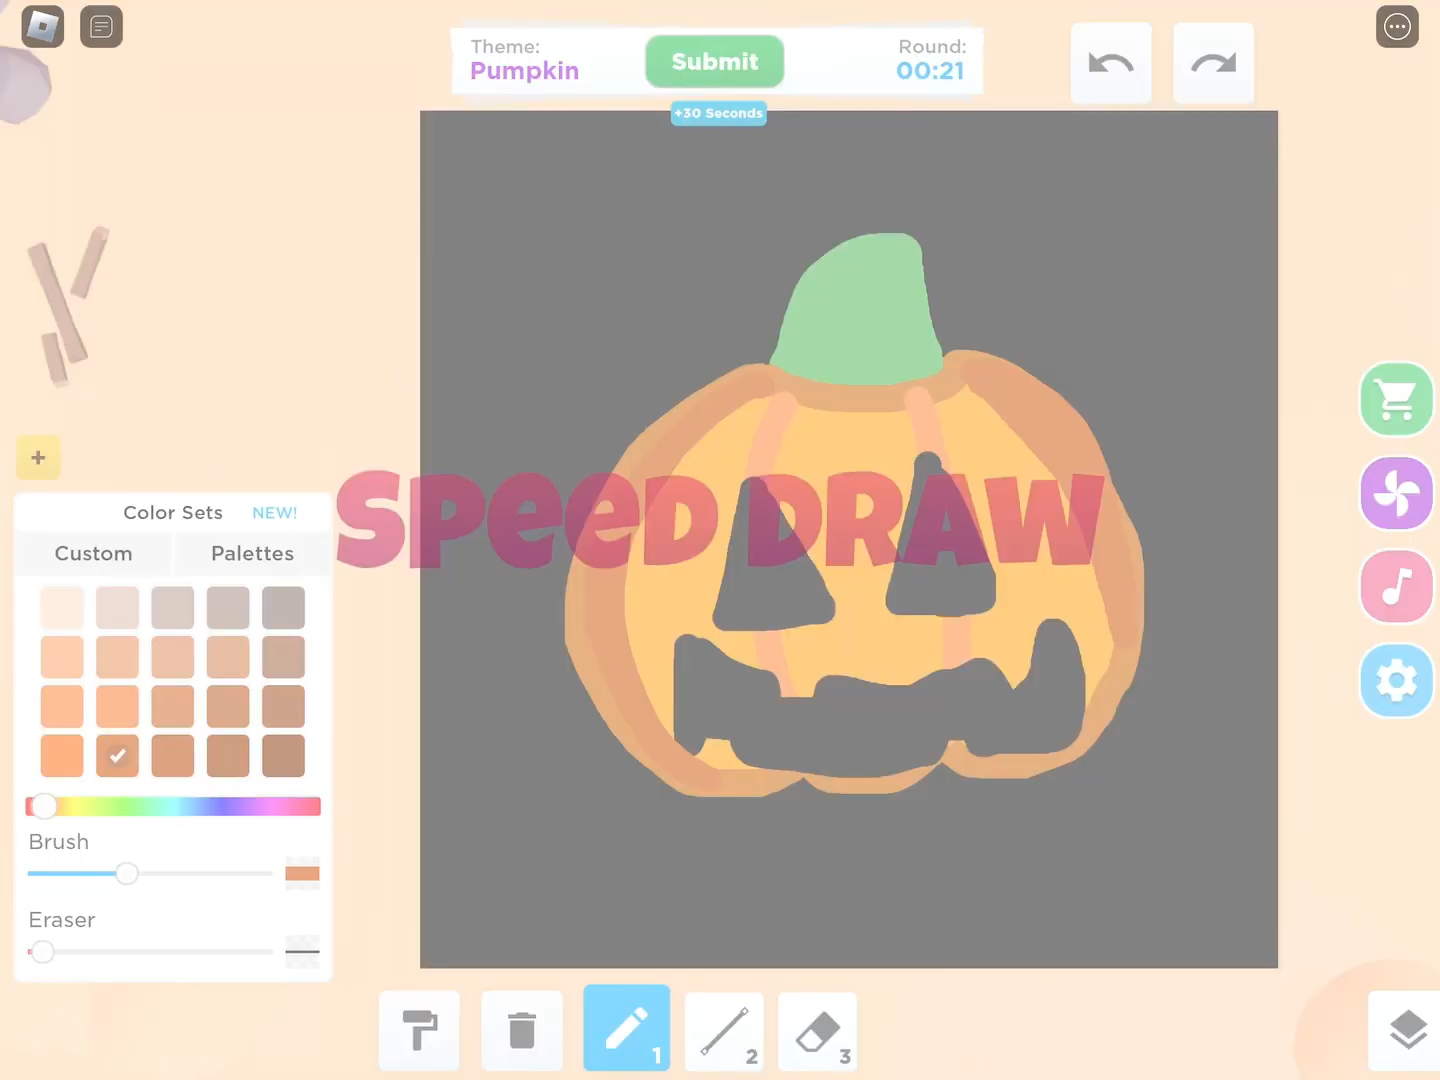 Theme:
Pumpkin
Submit
Round:
00:21
+30 Seconds
SPEED DRAW
+
Color Sets NEW!
Custom
Palettes
Brush
Eraser
1
2
3